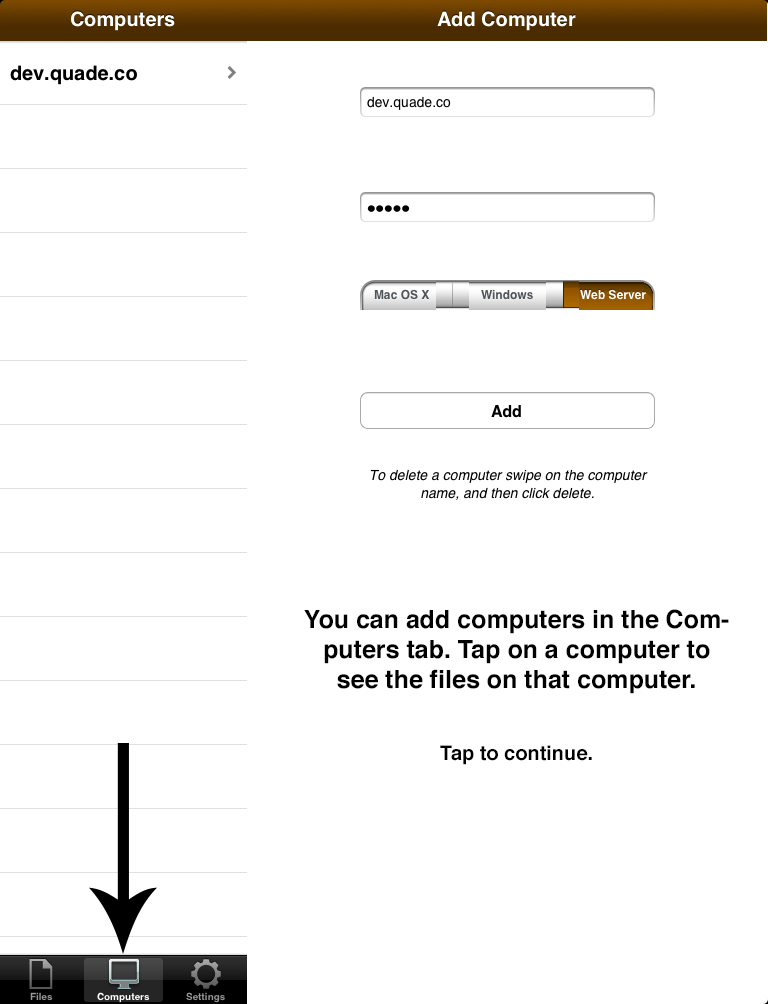 Computers
Add Computer
dev.quade.co
dev.quade.co
•••••
Mac OS X
Windows
Web Server
Add
To delete a computer swipe on the computer
name, and then click delete.
You can add computers in the Com-
puters tab. Tap on a computer to
see the files on that computer.
Tap to continue.
Files
Computers
Settings